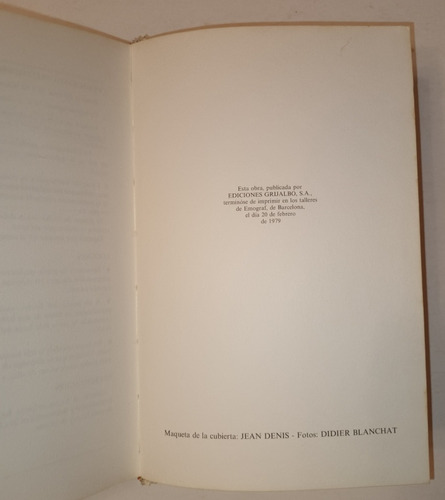 Esta obra, publicada por
EDICIONES GRIJALBO, S.A.,
terminóse de imprimir en los talleres
de Emograf, de Barcelona,
el día 20 de febrero
de 1979
Maqueta de la cubierta: JEAN DENIS - Fotos: DIDIER BLANCHAT